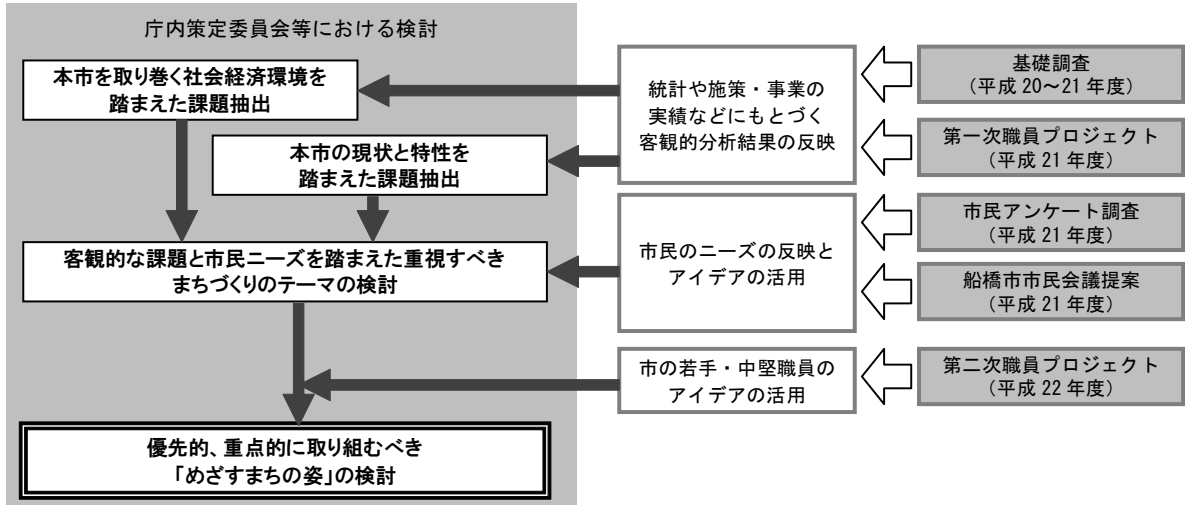 庁内策定委員会等における検討
本市を取り巻く社会経済環境を
踏まえた課題抽出
本市の現状と特性を
踏まえた課題抽出
客観的な課題と市民ニーズを踏まえた重視すべき
まちづくりのテーマの検討
優先的、重点的に取り組むべき
「めざすまちの姿」の検討
統計や施策・事業の
実績などにもとづく
客観的分析結果の反映
市民のニーズの反映と
アイデアの活用
市の若手・中堅職員の
アイデアの活用
基礎調査
（平成 20～21 年度）
第一次職員プロジェクト
（平成 21 年度）
市民アンケート調査
（平成 21 年度）
船橋市市民会議提案
（平成 21 年度）
第二次職員プロジェクト
（平成 22 年度）